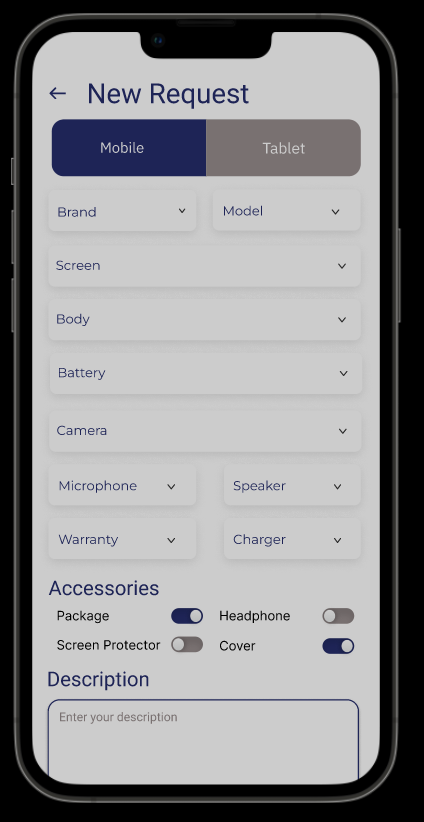 New Request
Mobile Tablet
Brand Model
Screen
Body
Battery
Camera
Microphone Speaker
Warranty Charger
Accessories
Package Headphone
Screen Protector Cover
Description
Enter your description